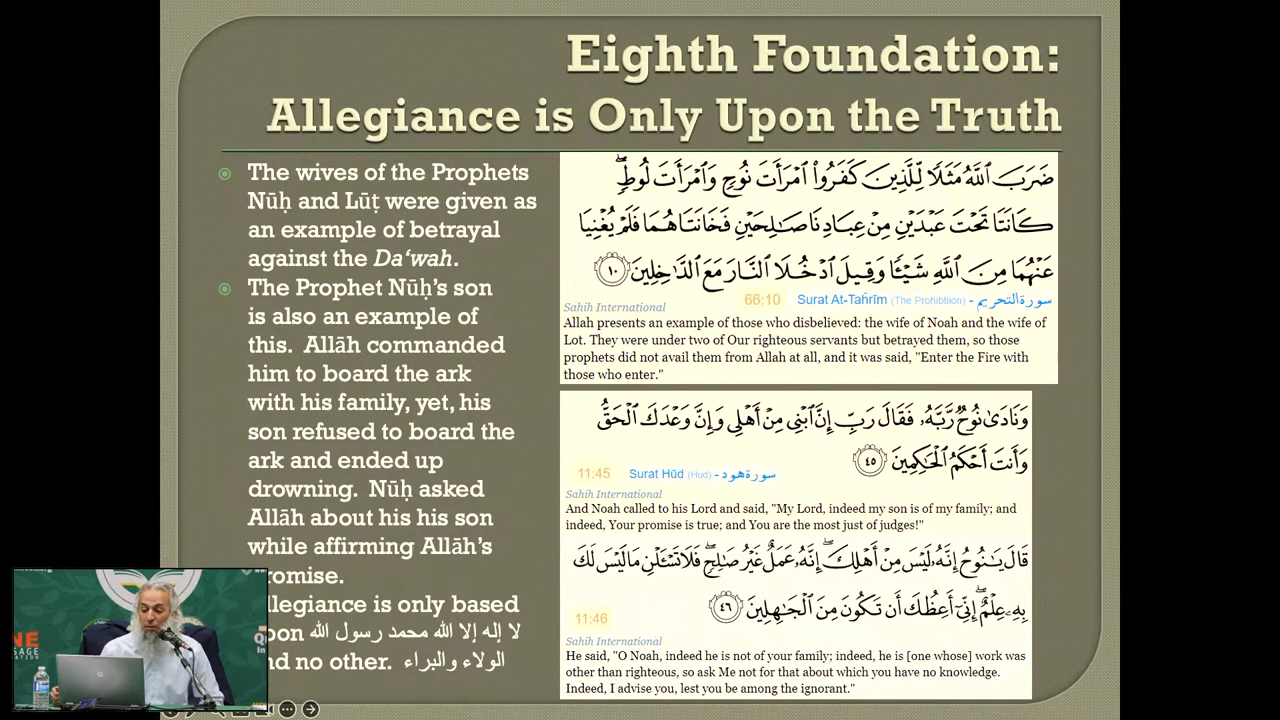 Eighth Foundation:
Allegiance is Only Upon the Truth
The wives of the Prophets
Nūḥ and Lūṭ were given as
an example of betrayal
against the Da‘wah.
The Prophet Nūḥ’s son
is also an example of
this. Allāh commanded
him to board the ark
with his family, yet, his
son refused to board the
ark and ended up
drowning. Nūḥ asked
Allāh about his his son
while affirming Allāh’s
romise.
llegiance is only based
pon لا إله إلا الله محمد رسول الله
nd no other. الولاء والبراء
ضَرَبَ ٱللَّهُ مَثَلًا لِّلَّذِينَ كَفَرُوا۟ ٱمْرَأَتَ نُوحٍ وَٱمْرَأَتَ لُوطٍ ۖ
كَانَتَا تَحْتَ عَبْدَيْنِ مِنْ عِبَادِنَا صَـٰلِحَيْنِ فَخَانَتَاهُمَا فَلَمْ يُغْنِيَا
عَنْهُمَا مِنَ ٱللَّهِ شَيْـًٔا وَقِيلَ ٱدْخُلَا ٱلنَّارَ مَعَ ٱلدَّٰخِلِينَ ١٠
66:10 Surat At-Taĥrīm (The Prohibtiion) - سورة التحريم
Sahih International
Allah presents an example of those who disbelieved: the wife of Noah and the wife of
Lot. They were under two of Our righteous servants but betrayed them, so those
prophets did not avail them from Allah at all, and it was said, "Enter the Fire with
those who enter."
وَنَادَىٰ نُوحٌ رَّبَّهُۥ فَقَالَ رَبِّ إِنَّ ٱبْنِى مِنْ أَهْلِى وَإِنَّ وَعْدَكَ ٱلْحَقُّ
وَأَنتَ أَحْكَمُ ٱلْحَـٰكِمِينَ ٤٥
11:45 Surat Hūd (Hud) - سورة هود
Sahih International
And Noah called to his Lord and said, "My Lord, indeed my son is of my family; and
indeed, Your promise is true; and You are the most just of judges!"
قَالَ يَـٰنُوحُ إِنَّهُۥ لَيْسَ مِنْ أَهْلِكَ ۖ إِنَّهُۥ عَمَلٌ غَيْرُ صَـٰلِحٍ ۖ فَلَا تَسْـَٔلْنِ مَا لَيْسَ لَكَ
بِهِۦ عِلْمٌ ۖ إِنِّىٓ أَعِظُكَ أَن تَكُونَ مِنَ ٱلْجَـٰهِلِينَ ٤٦
11:46
Sahih International
He said, "O Noah, indeed he is not of your family; indeed, he is [one whose] work was
other than righteous, so ask Me not for that about which you have no knowledge.
Indeed, I advise you, lest you be among the ignorant."